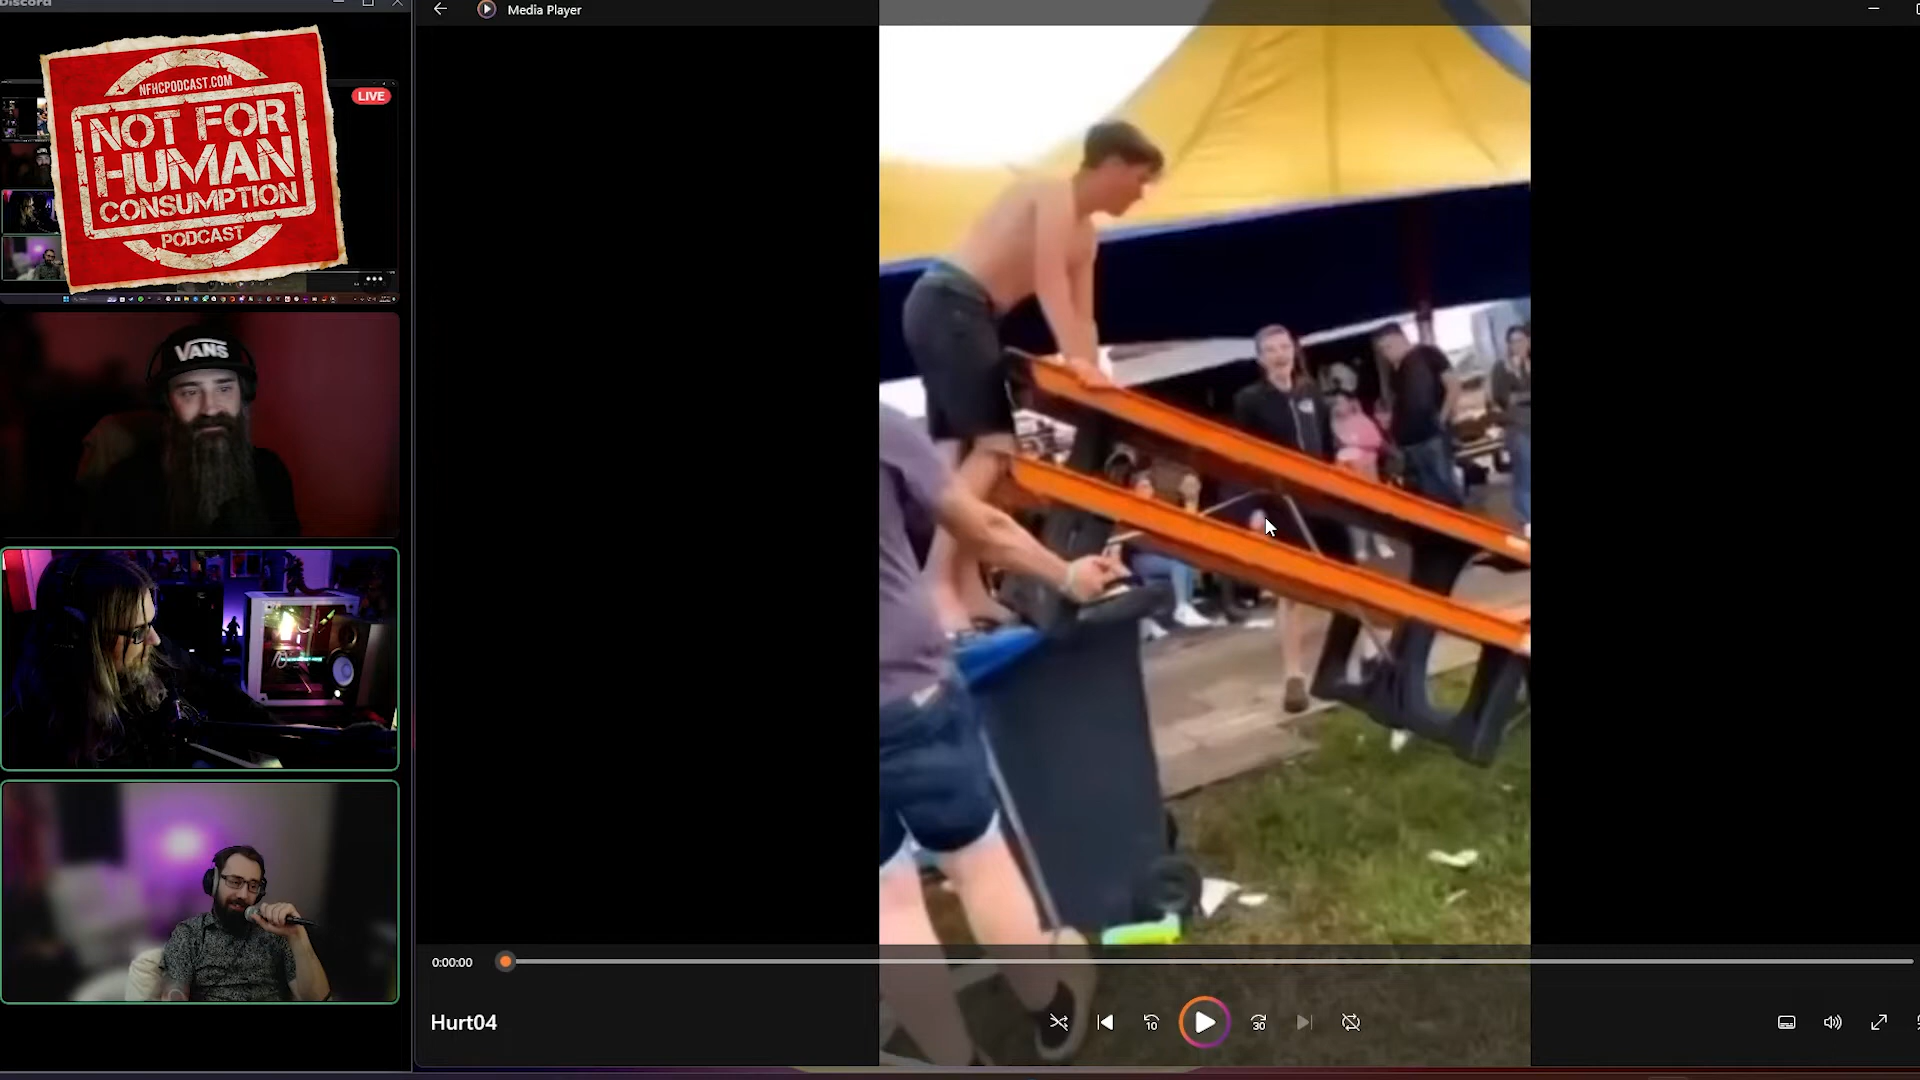 Discord
Media Player
NFHCPODCAST.COM
NOT FOR
HUMAN
CONSUMPTION
PODCAST
LIVE
VANS
0:00:00
Hurt04
10
30